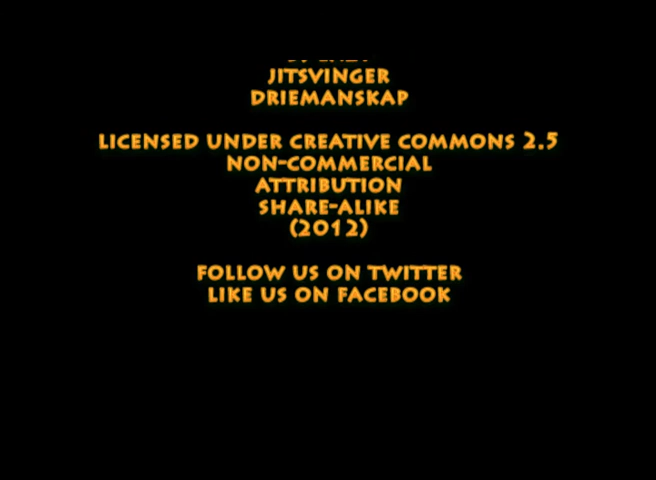 JITSVINGER
DRIEMANSKAP
LICENSED UNDER CREATIVE COMMONS 2.5
NON-COMMERCIAL
ATTRIBUTION
SHARE-ALIKE
(2012)
FOLLOW US ON TWITTER
LIKE US ON FACEBOOK